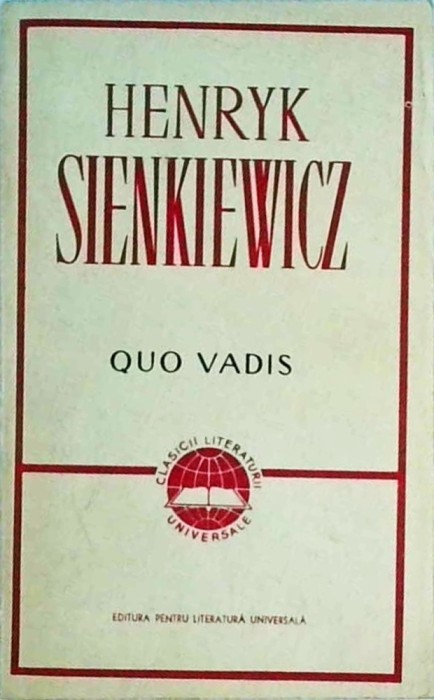 HENRYK
SIENKIEWICZ
QUO VADIS
CLASICII LITERATURII
UNIVERSALE
EDITURA PENTRU LITERATURĂ UNIVERSALĂ